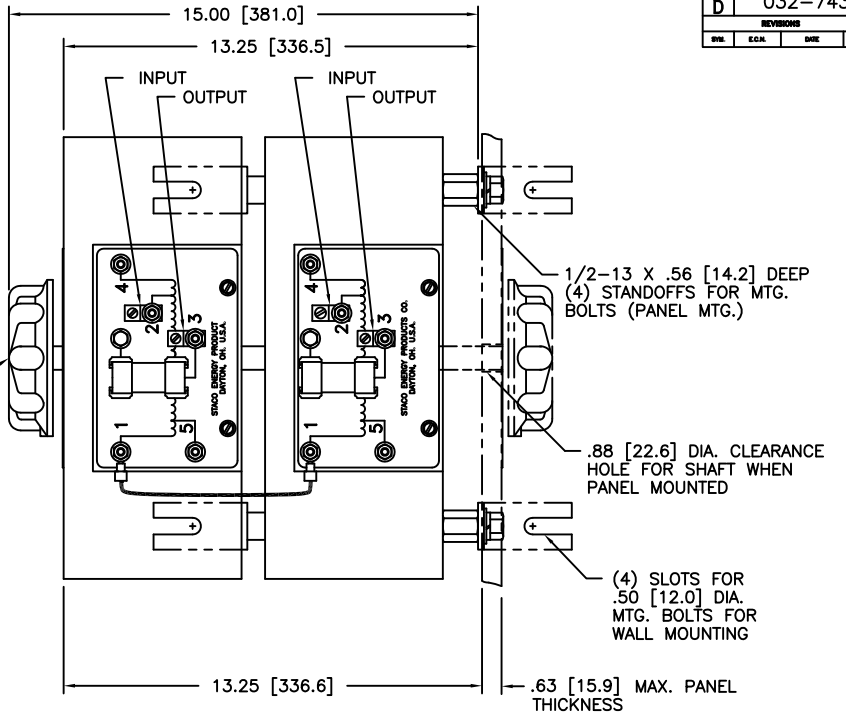 15.00 [381.0]
D 032-743
REVISIONS
SYM. E.C.N. DATE
13.25 [336.5]
INPUT
OUTPUT
INPUT
OUTPUT
4
2
3
1
5
STACO ENERGY PRODUCT
DAYTON, OH. U.S.A.
4
2
3
1
5
STACO ENERGY PRODUCTS CO.
DAYTON, OH. U.S.A.
1/2-13 X .56 [14.2] DEEP
(4) STANDOFFS FOR MTG.
BOLTS (PANEL MTG.)
.88 [22.6] DIA. CLEARANCE
HOLE FOR SHAFT WHEN
PANEL MOUNTED
(4) SLOTS FOR
.50 [12.0] DIA.
MTG. BOLTS FOR
WALL MOUNTING
13.25 [336.6]
.63 [15.9] MAX. PANEL
THICKNESS